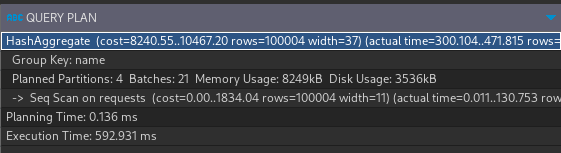 ABC QUERY PLAN
HashAggregate (cost=8240.55..10467.20 rows=100004 width=37) (actual time=300.104..471.815 rows=
Group Key: name
Planned Partitions: 4 Batches: 21 Memory Usage: 8249kB Disk Usage: 3536kB
-> Seq Scan on requests (cost=0.00..1834.04 rows=100004 width=11) (actual time=0.011..130.753 row
Planning Time: 0.136 ms
Execution Time: 592.931 ms